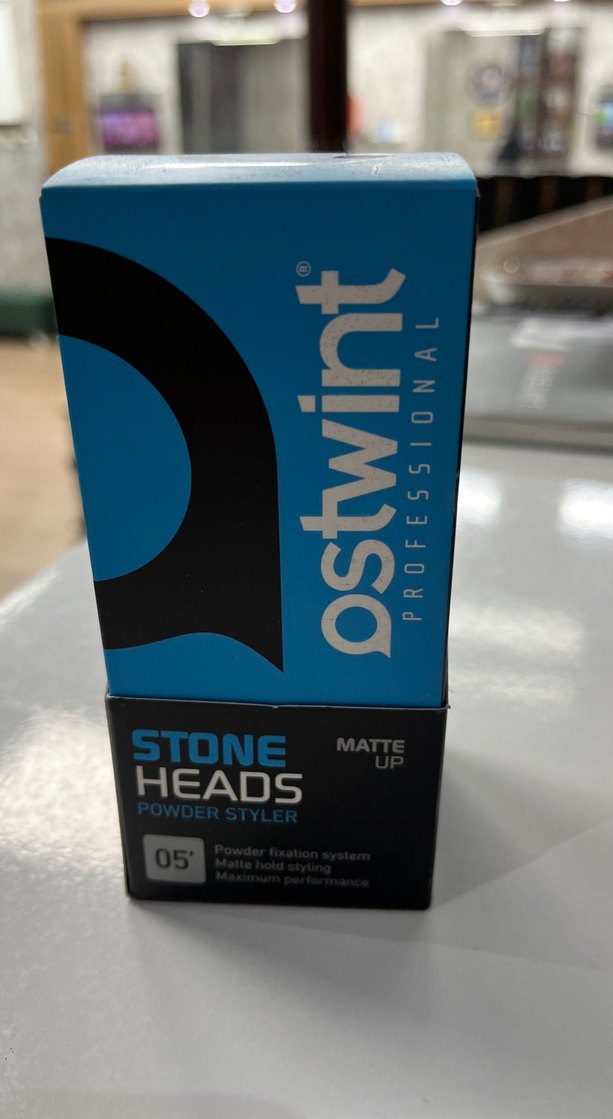 ostwint®
PROFESSIONAL
STONE
HEADS
POWDER STYLER
MATTE
UP
05’
Powder fixation system
Matte hold styling
Maximum performance